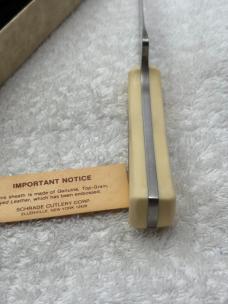 IMPORTANT NOTICE
sheath is made of Genuine, Top-Grain,
Leather, which has been embossed.
SCHRADE CUTLERY CORP.
ELLENVILLE, NEW YORK 12428